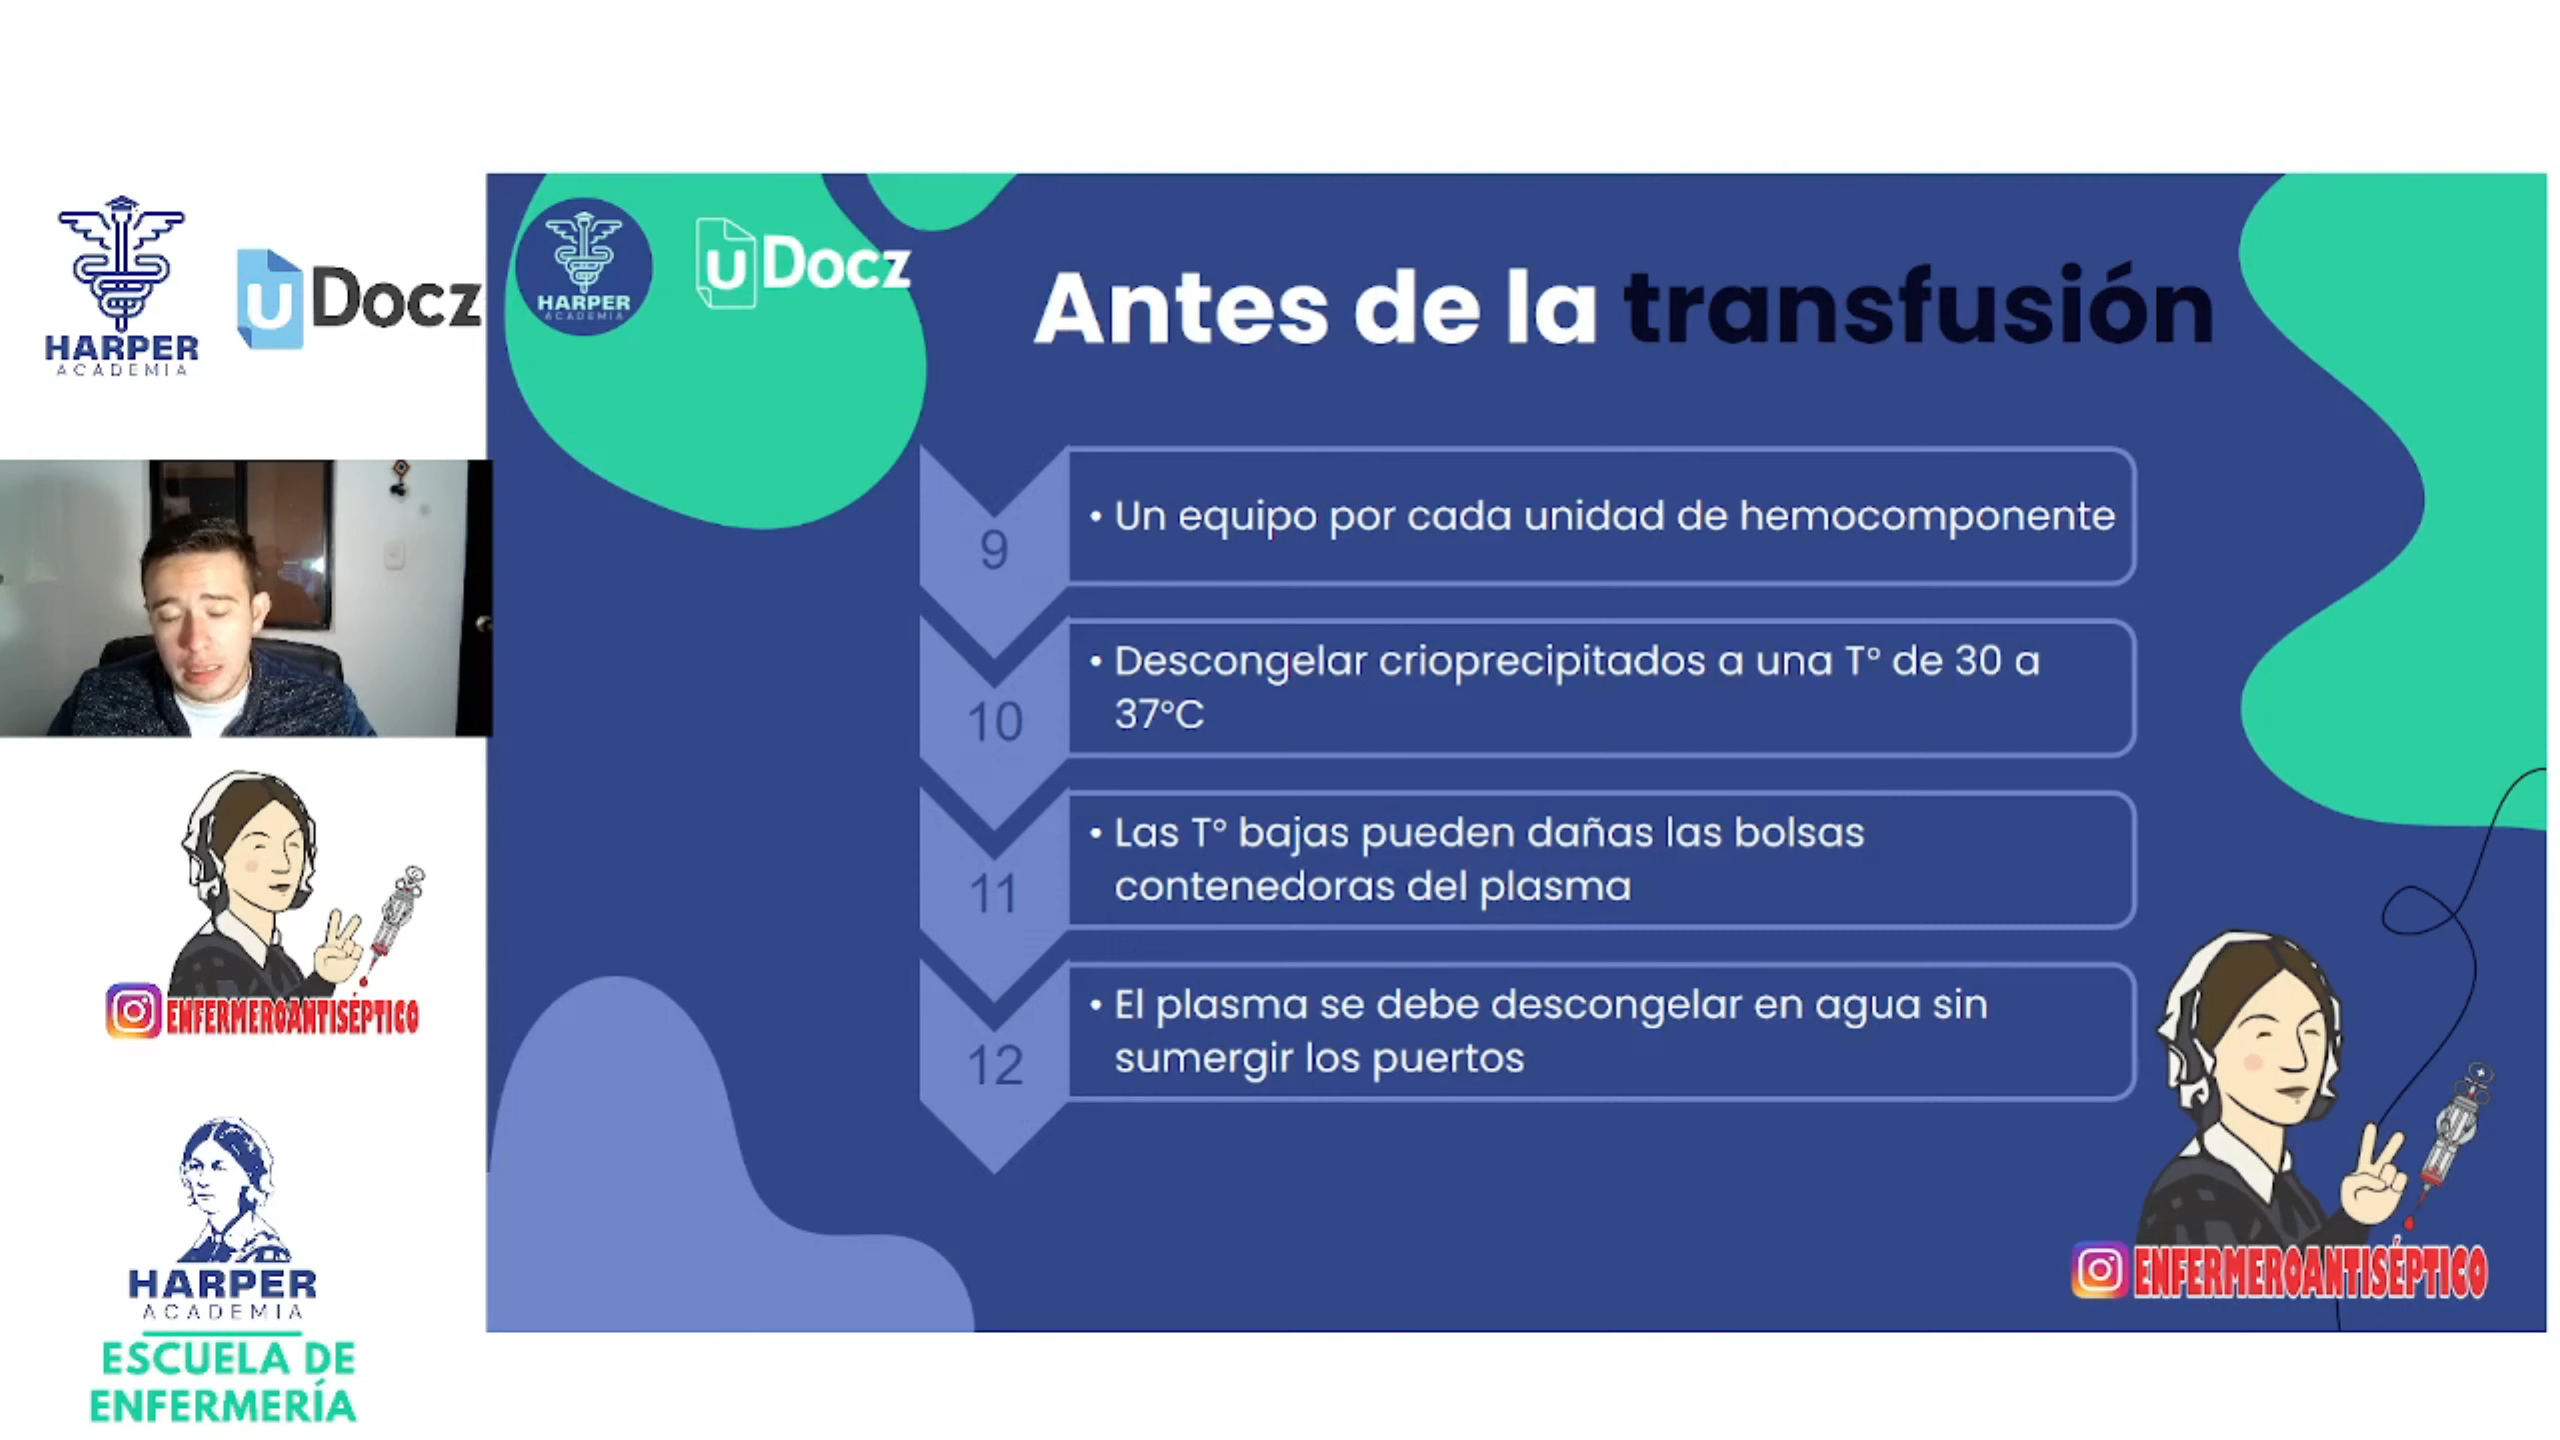 HARPER
ACADEMIA
UDocz
HARPER
ACADEMIA
UDocz
Antes de la transfusión
9
• Un equipo por cada unidad de hemocomponente
10
• Descongelar crioprecipitados a una T° de 30 a
37°C
11
• Las T° bajas pueden dañas las bolsas
contenedoras del plasma
12
• El plasma se debe descongelar en agua sin
sumergir los puertos
ENFERMEROANTISÉPTICO
ENFERMEROANTISÉPTICO
HARPER
ACADEMIA
ESCUELA DE
ENFERMERÍA